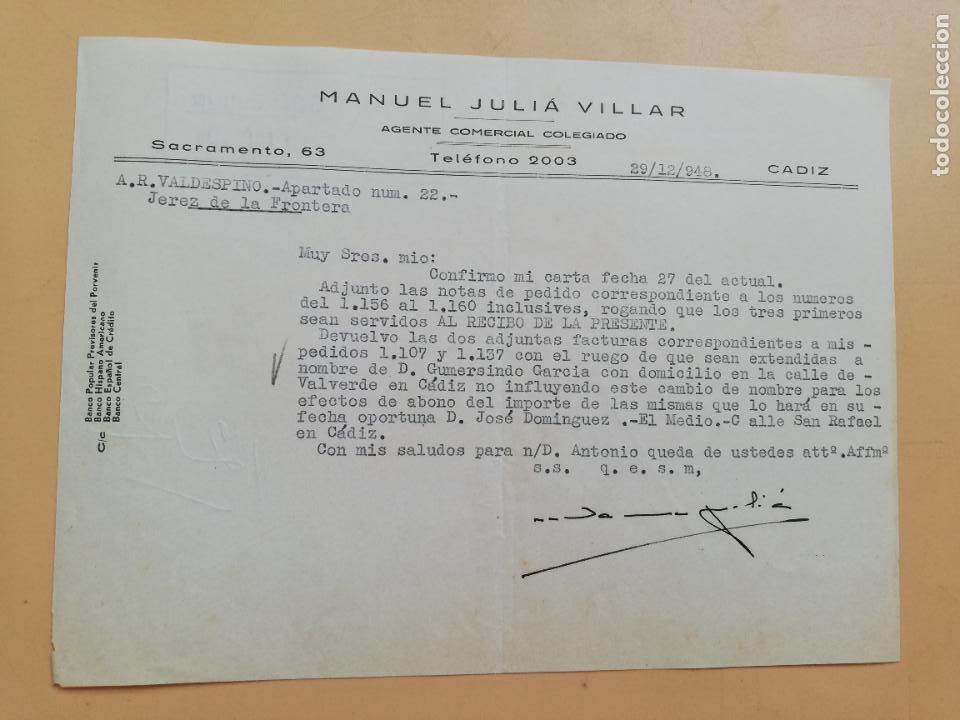 MANUEL JULIÁ VILLAR
AGENTE COMERCIAL COLEGIADO
Sacramento, 63
Teléfono 2003
29/12/948.
CADIZ
A.R.VALDESPINO.-Apartado num. 22.-
Jerez de la Frontera
Muy Sres. mio:
Confirmo mi carta fecha 27 del actual.
Adjunto las notas de pedido correspondiente a los numeros
del 1.156 al 1.160 inclusives, rogando que los tres primeros
sean servidos AL RECIBO DE LA PRESENTE.
Devuelvo las dos adjuntas facturas correspondientes a mis -
pedidos 1.107 y 1.137 con el ruego de que sean extendidas a
nombre de D. Gumersindo Garcia con domicilio en la calle de -
Valverde en Cádiz no influyendo este cambio de nombre para los
efectos de abono del importe de las mismas que lo hará en su -
fecha oportuna D. José Dominguez .-El Medio.-C alle San Rafael
en Cádiz.
Con mis saludos para n/D. Antonio queda de ustedes attº.Affmº
s.s. q. e. s. m,
C/c
Banco Popular Previsores del Porvenir
Banco Hispano Americano
Banco Español de Crédito
Banco Central
todocoleccion.net